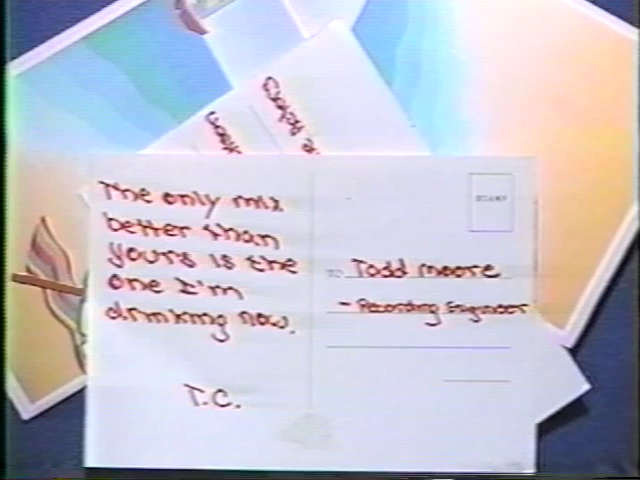 The only mix
better than
yours is the
one I'm
drinking now.
T.C.
STAMP
TO Todd Moore
- Recording Engineer